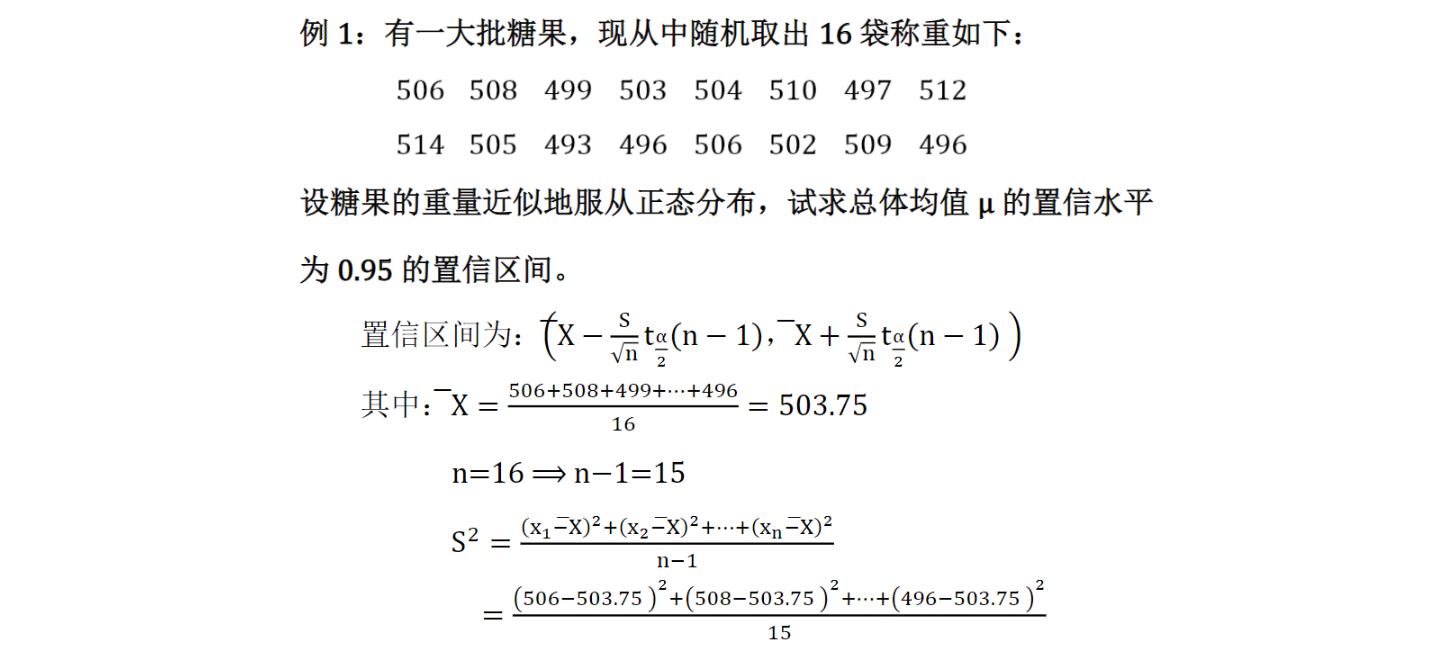 例 1：有一大批糖果，现从中随机取出 16 袋称重如下：
506 508 499 503 504 510 497 512
514 505 493 496 506 502 509 496
设糖果的重量近似地服从正态分布，试求总体均值 μ 的置信水平
为 0.95 的置信区间。
置信区间为：(‾X − S/√n t_{α/2}(n − 1), ‾X + S/√n t_{α/2}(n − 1))
其中：‾X = (506+508+499+⋯+496)/16 = 503.75
n=16 ⟹ n−1=15
S² = ((x₁−‾X)²+(x₂−‾X)²+⋯+(xₙ−‾X)²)/(n−1)
= ((506−503.75)²+(508−503.75)²+⋯+(496−503.75)²)/15